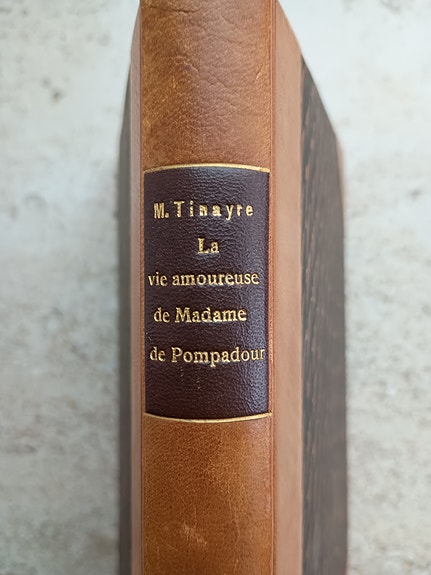 M. Tinayre
La
vie amoureuse
de Madame
de Pompadour